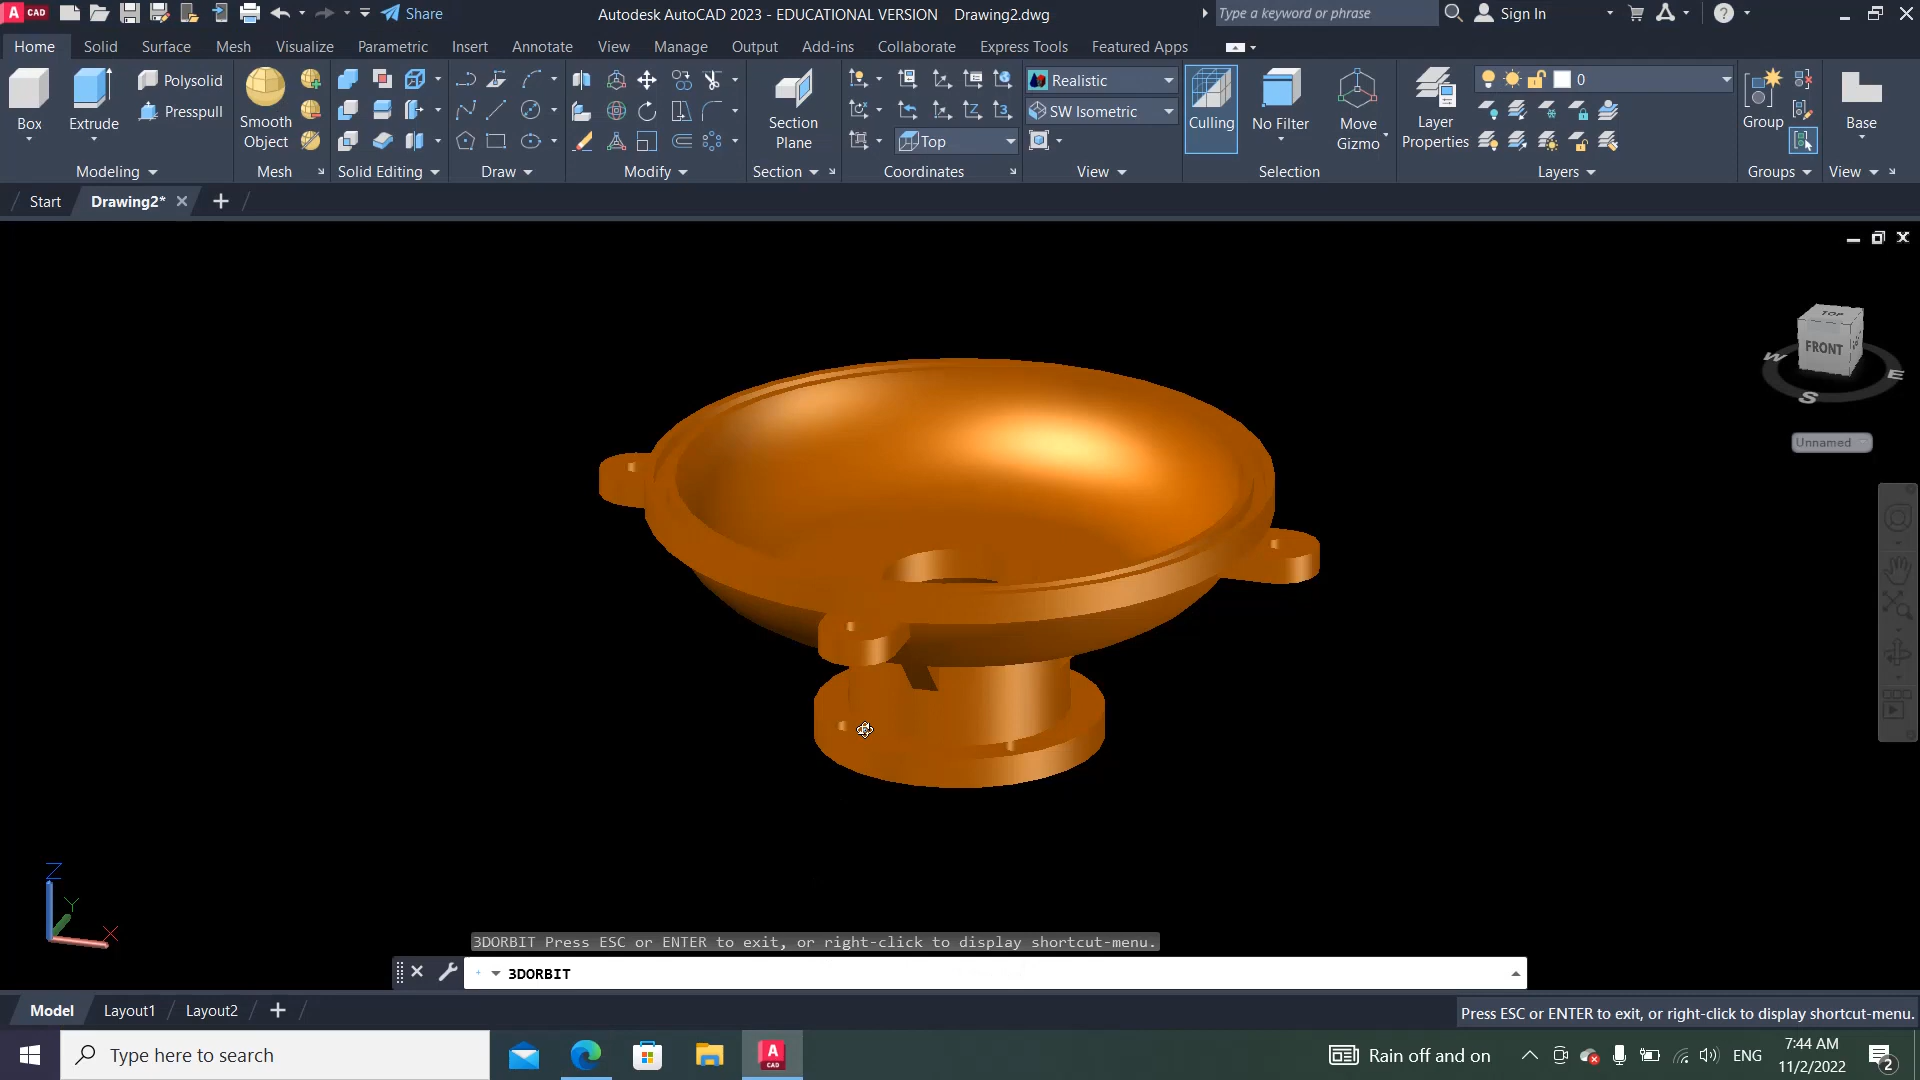 A CAD
Share
Autodesk AutoCAD 2023 - EDUCATIONAL VERSION Drawing2.dwg
Type a keyword or phrase
Sign In
Home Solid Surface Mesh Visualize Parametric Insert Annotate View Manage Output Add-ins Collaborate Express Tools Featured Apps
Polysolid
Presspull
Box
Extrude
Modeling
Smooth
Object
Mesh
Solid Editing
Draw
Modify
Section
Plane
Section
Top
Coordinates
Realistic
SW Isometric
View
Culling
No Filter
Move
Gizmo
Selection
Layer
Properties
0
Layers
Group
Groups
Base
View
Start
Drawing2*
TOP
FRONT
W
E
S
Unnamed
Z
Y
X
3DORBIT Press ESC or ENTER to exit, or right-click to display shortcut-menu.
3DORBIT
Model Layout1 Layout2
Press ESC or ENTER to exit, or right-click to display shortcut-menu.
Type here to search
A
CAD
Rain off and on
ENG
7:44 AM
11/2/2022
2